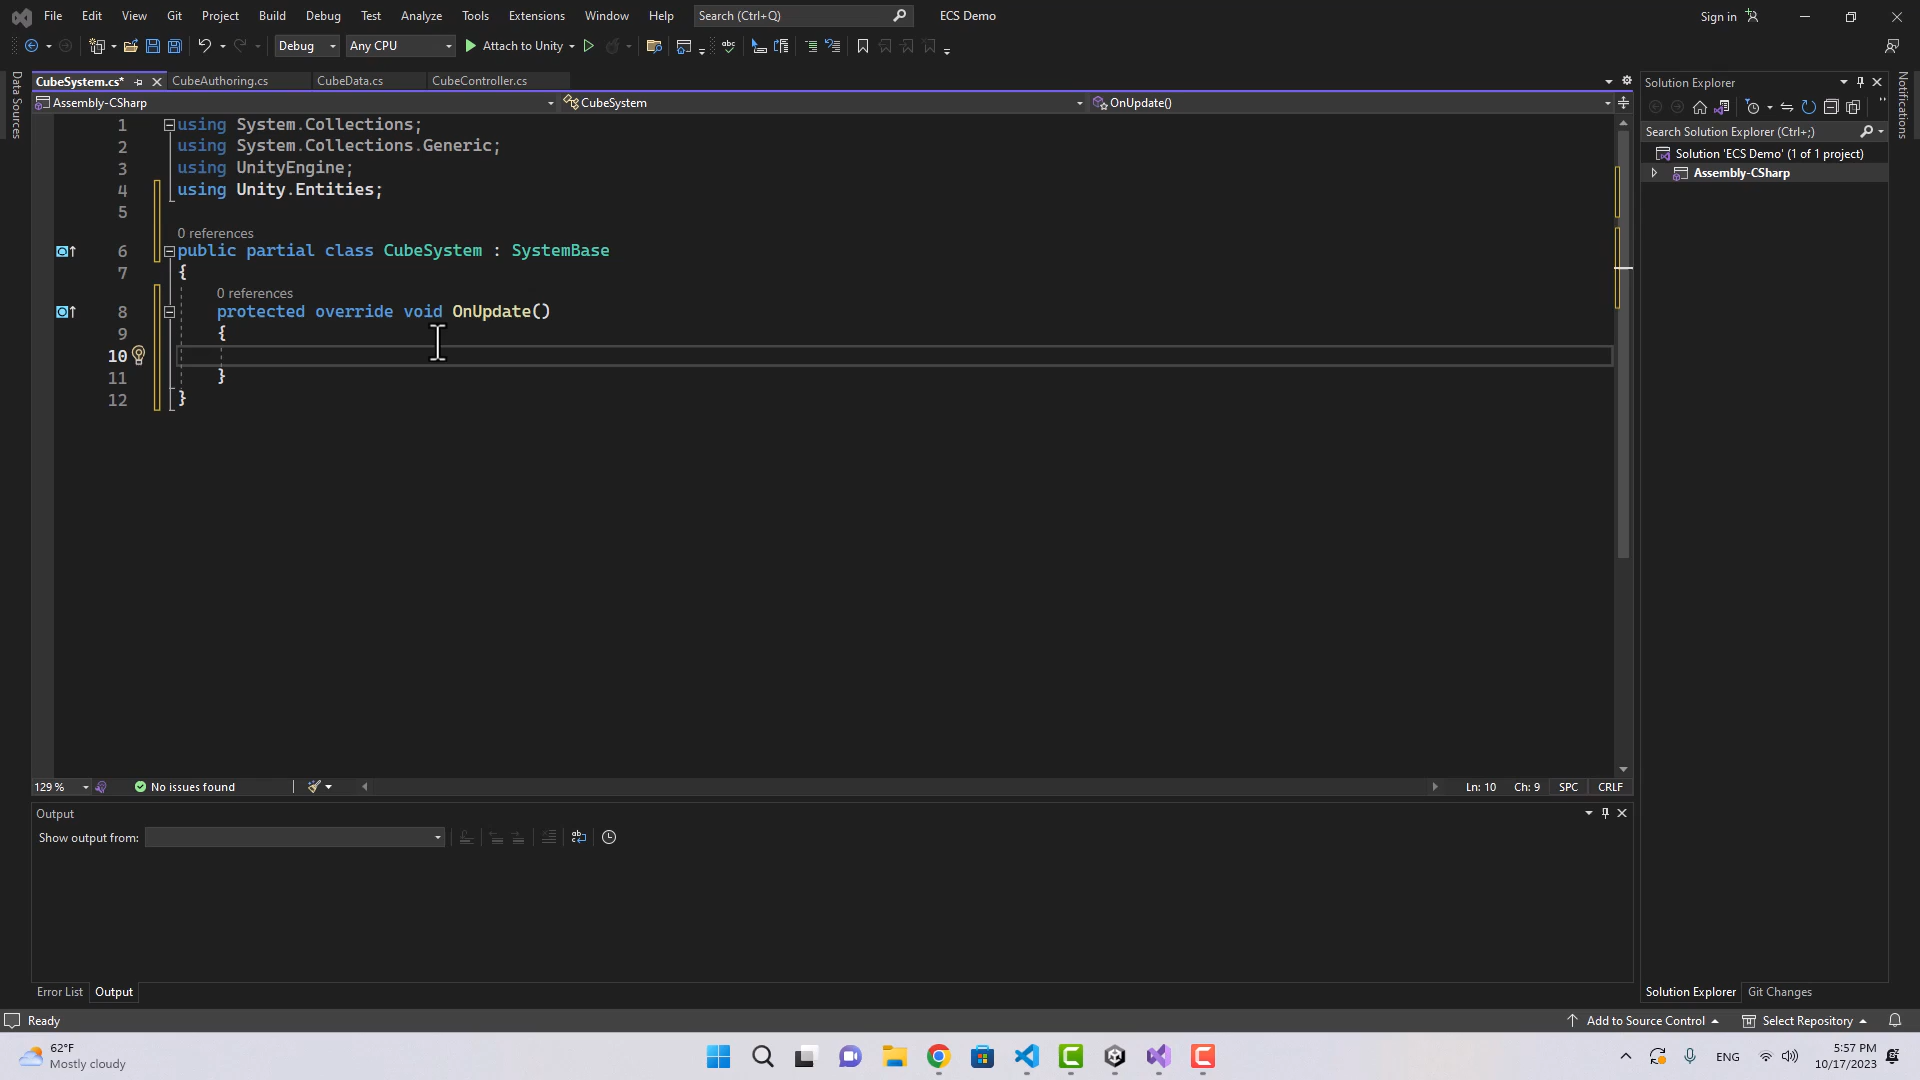 File Edit View Git Project Build Debug Test Analyze Tools Extensions Window Help Search (Ctrl+Q) ECS Demo Sign in
Debug Any CPU Attach to Unity
Data Sources
CubeSystem.cs* CubeAuthoring.cs CubeData.cs CubeController.cs
Assembly-CSharp CubeSystem OnUpdate()
1 using System.Collections;
2 using System.Collections.Generic;
3 using UnityEngine;
4 using Unity.Entities;
5
0 references
6 public partial class CubeSystem : SystemBase
7 {
0 references
8 protected override void OnUpdate()
9 {
10
11 }
12 }
129 % No issues found Ln: 10 Ch: 9 SPC CRLF
Output
Show output from:
Error List Output
Solution Explorer
Search Solution Explorer (Ctrl+;)
Solution 'ECS Demo' (1 of 1 project)
Assembly-CSharp
Notifications
Solution Explorer Git Changes
Ready Add to Source Control Select Repository
62°F
Mostly cloudy
ENG
5:57 PM
10/17/2023